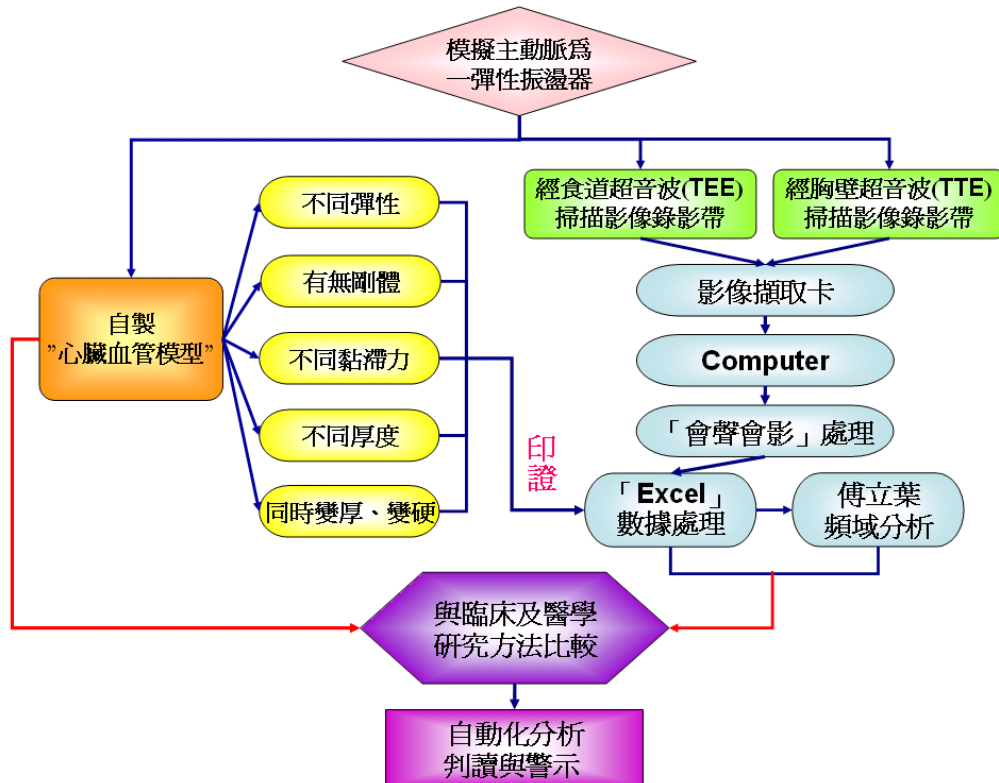 模擬主動脈為
一彈性振盪器
經食道超音波(TEE)
掃描影像錄影帶
經胸壁超音波(TTE)
掃描影像錄影帶
自製
”心臟血管模型”
不同彈性
有無剛體
不同黏滯力
不同厚度
同時變厚、變硬
影像擷取卡
Computer
「會聲會影」處理
印
證
「Excel」
數據處理
傅立葉
頻域分析
與臨床及醫學
研究方法比較
自動化分析
判讀與警示